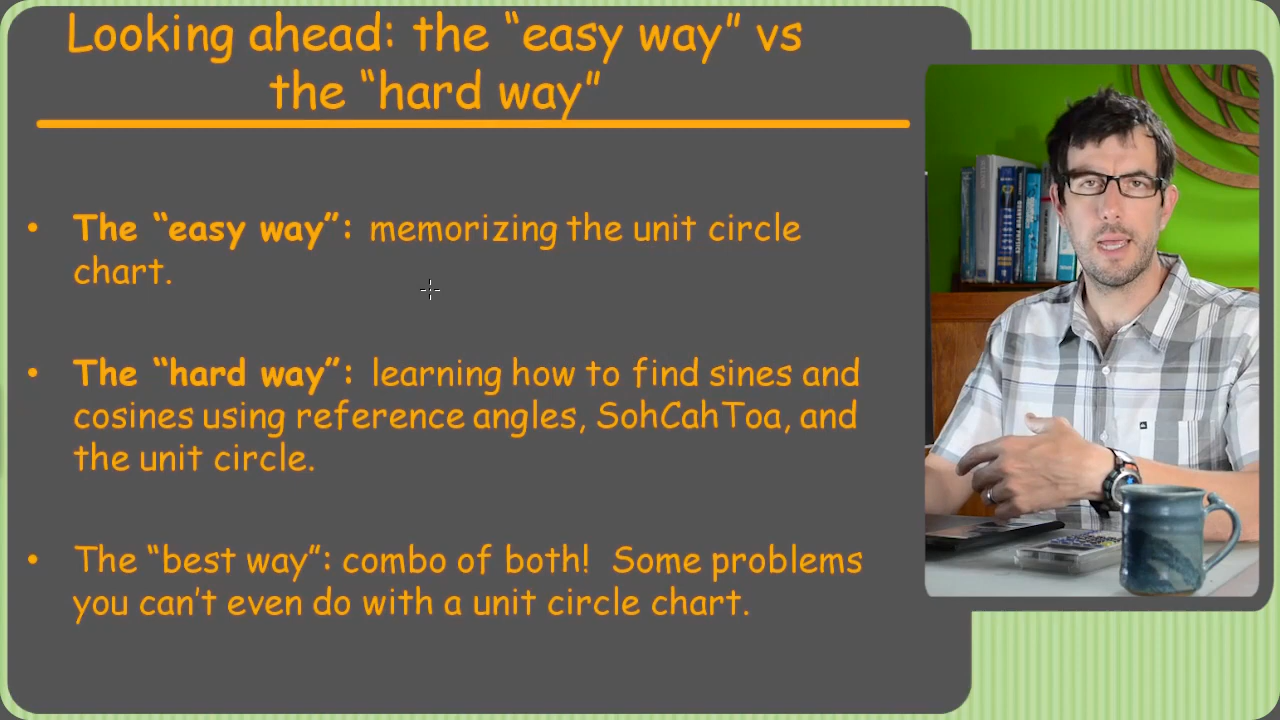 Looking ahead: the “easy way” vs
the “hard way”
• The “easy way”: memorizing the unit circle
chart.
• The “hard way”: learning how to find sines and
cosines using reference angles, SohCahToa, and
the unit circle.
• The “best way”: combo of both! Some problems
you can’t even do with a unit circle chart.